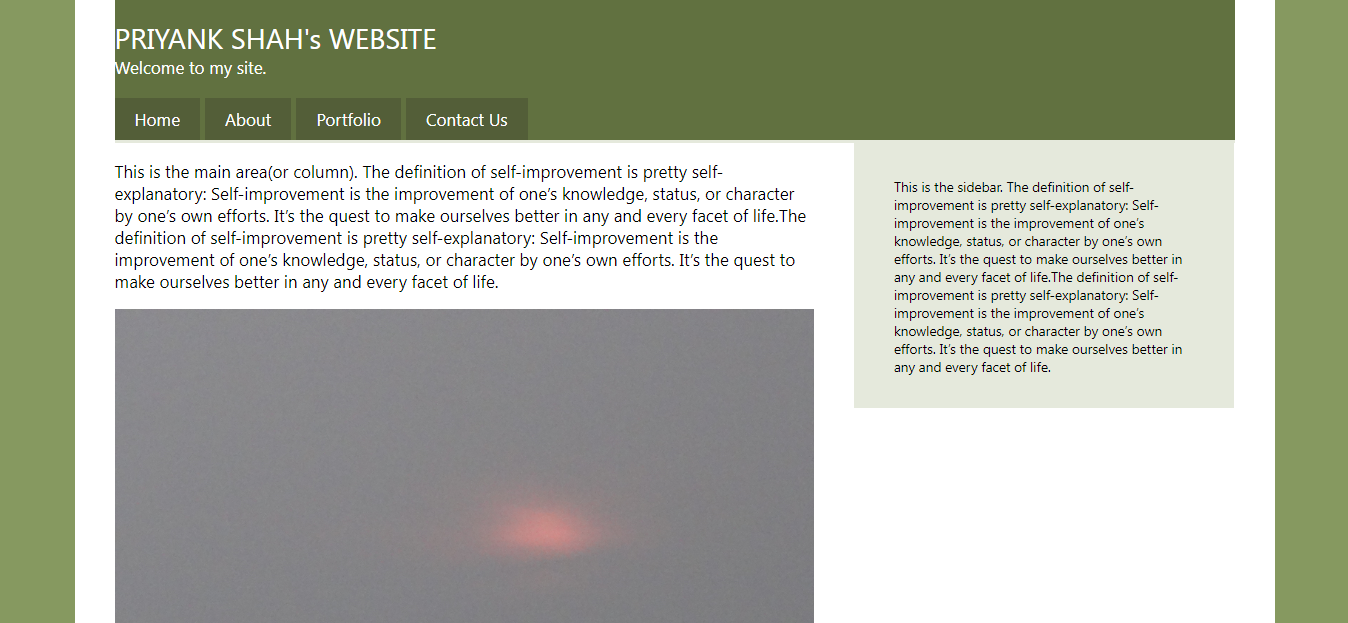 PRIYANK SHAH's WEBSITE
Welcome to my site.
Home About Portfolio Contact Us
This is the main area(or column). The definition of self-improvement is pretty self-
explanatory: Self-improvement is the improvement of one’s knowledge, status, or character
by one’s own efforts. It’s the quest to make ourselves better in any and every facet of life.The
definition of self-improvement is pretty self-explanatory: Self-improvement is the
improvement of one’s knowledge, status, or character by one’s own efforts. It’s the quest to
make ourselves better in any and every facet of life.
This is the sidebar. The definition of self-
improvement is pretty self-explanatory: Self-
improvement is the improvement of one’s
knowledge, status, or character by one’s own
efforts. It’s the quest to make ourselves better in
any and every facet of life.The definition of self-
improvement is pretty self-explanatory: Self-
improvement is the improvement of one’s
knowledge, status, or character by one’s own
efforts. It’s the quest to make ourselves better in
any and every facet of life.